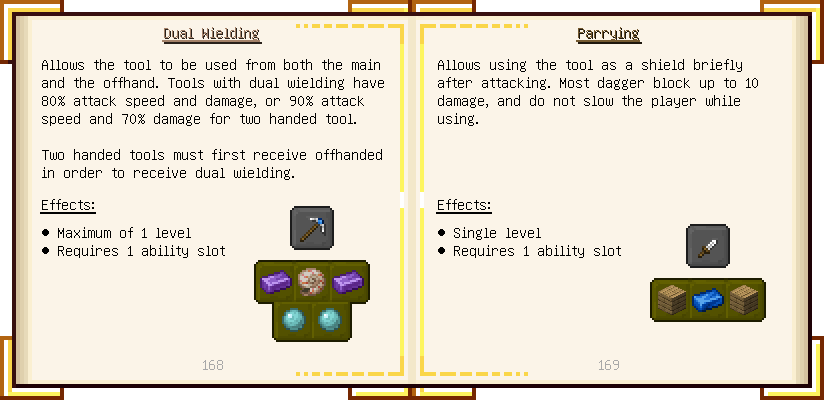 Dual Wielding
Allows the tool to be used from both the main
and the offhand. Tools with dual wielding have
80% attack speed and damage, or 90% attack
speed and 70% damage for two handed tool.
Two handed tools must first receive offhanded
in order to receive dual wielding.
Effects:
● Maximum of 1 level
● Requires 1 ability slot
168
Parrying
Allows using the tool as a shield briefly
after attacking. Most dagger block up to 10
damage, and do not slow the player while
using.
Effects:
● Single level
● Requires 1 ability slot
169